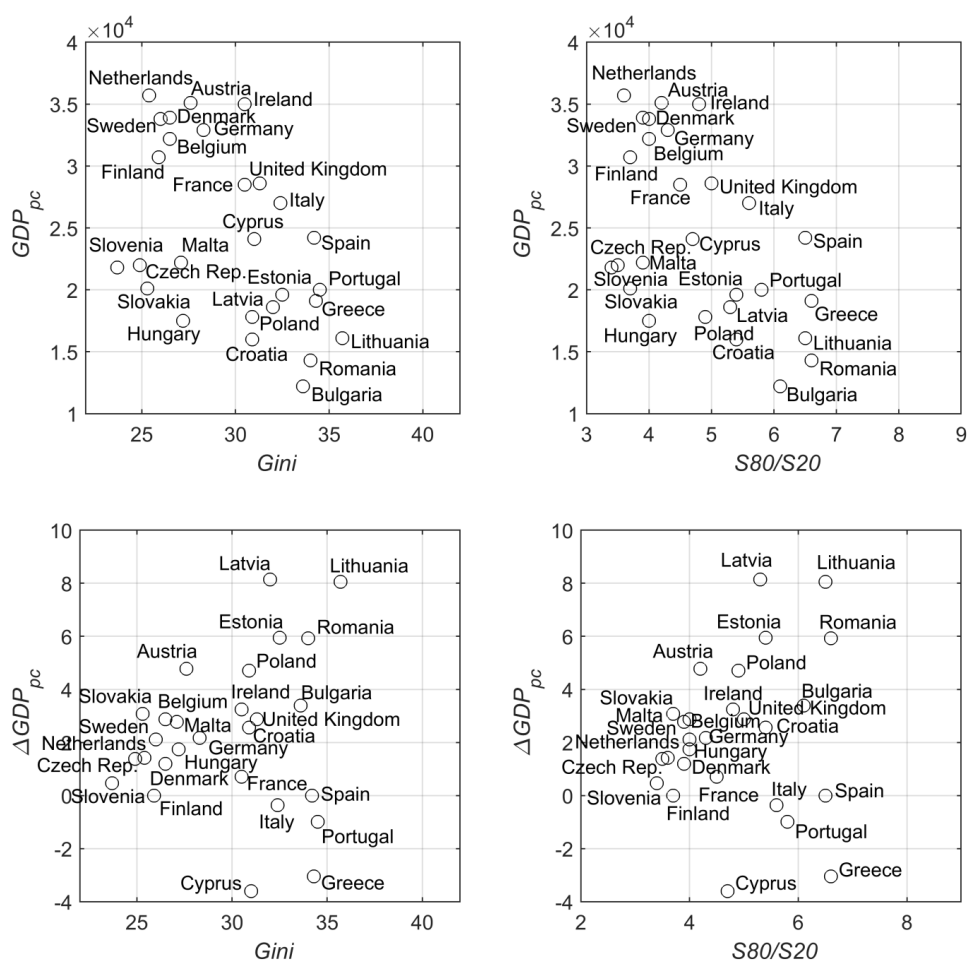 ×10⁴
4
3.5
3
2.5
2
1.5
1
GDP_pc
25
30
35
40
Gini
Netherlands
Austria
Ireland
Sweden
Denmark
Germany
Belgium
Finland
France
United Kingdom
Italy
Cyprus
Spain
Slovenia
Malta
Czech Rep.
Estonia
Portugal
Slovakia
Latvia
Greece
Hungary
Poland
Croatia
Lithuania
Romania
Bulgaria
×10⁴
4
3.5
3
2.5
2
1.5
1
GDP_pc
3
4
5
6
7
8
9
S80/S20
Netherlands
Austria
Ireland
Sweden
Denmark
Germany
Belgium
Finland
France
United Kingdom
Italy
Cyprus
Spain
Czech Rep.
Malta
Slovenia
Estonia
Portugal
Slovakia
Latvia
Greece
Hungary
Poland
Croatia
Lithuania
Romania
Bulgaria
10
8
6
4
2
0
-2
-4
ΔGDP_pc
25
30
35
40
Gini
Latvia
Lithuania
Estonia
Romania
Austria
Poland
Slovakia
Belgium
Ireland
Bulgaria
Sweden
Malta
United Kingdom
Croatia
Netherlands
Germany
Czech Rep.
Hungary
Denmark
France
Slovenia
Finland
Spain
Italy
Portugal
Cyprus
Greece
10
8
6
4
2
0
-2
-4
ΔGDP_pc
2
4
6
8
S80/S20
Latvia
Lithuania
Estonia
Romania
Austria
Poland
Slovakia
Ireland
Bulgaria
Malta
Belgium
United Kingdom
Sweden
Germany
Croatia
Netherlands
Hungary
Czech Rep.
Denmark
Slovenia
Finland
France
Italy
Spain
Portugal
Cyprus
Greece